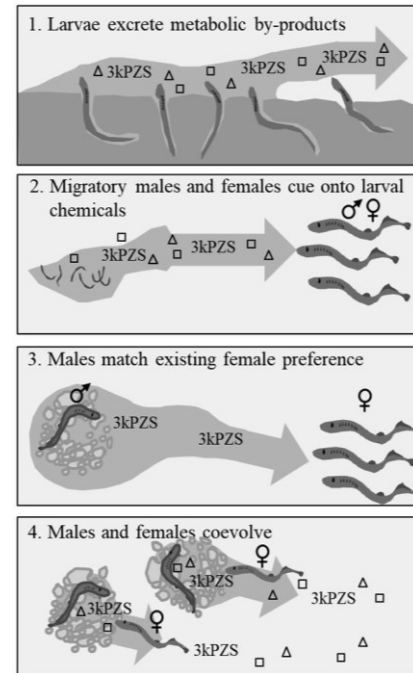 1. Larvae excrete metabolic by-products
3kPZS
3kPZS
3kPZS
2. Migratory males and females cue onto larval
chemicals
♂♀
3kPZS
3kPZS
3. Males match existing female preference
♂
♀
3kPZS
3kPZS
4. Males and females coevolve
♀
3kPZS
3kPZS
3kPZS
♀
3kPZS